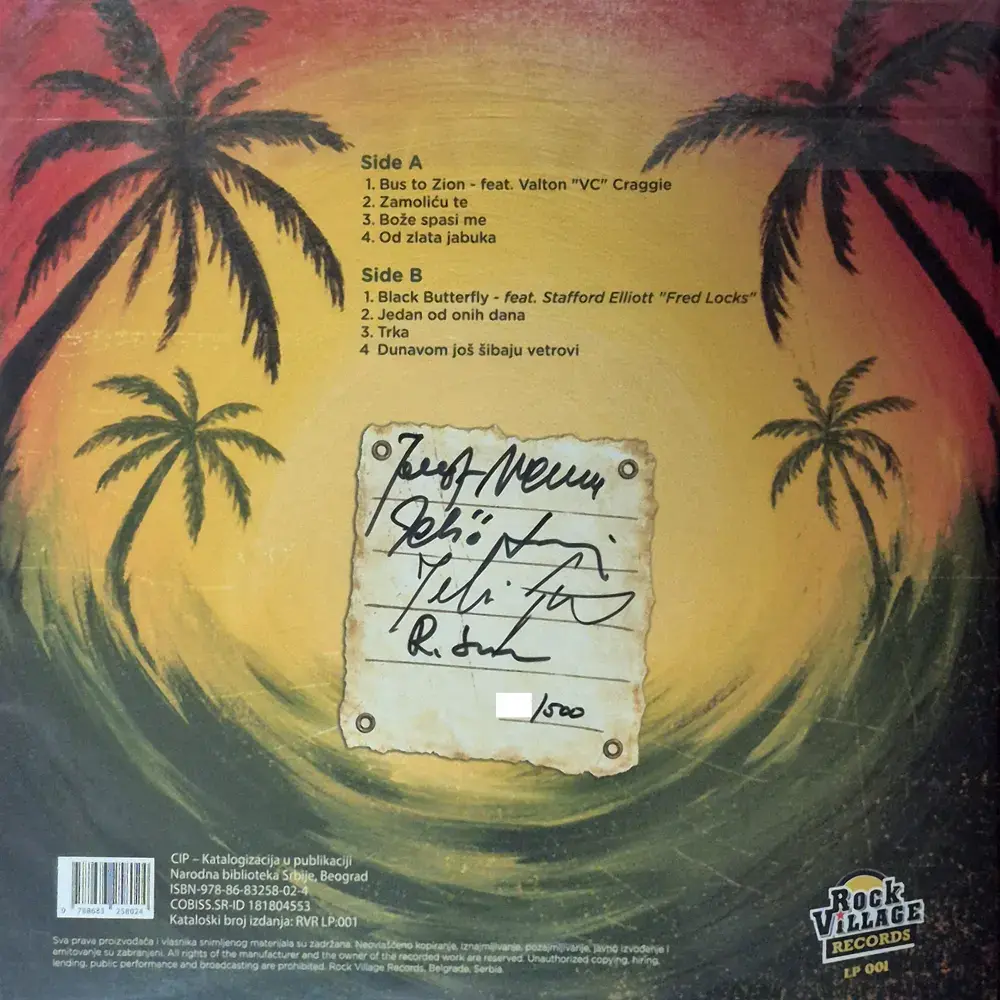 Side A
1. Bus to Zion - feat. Valton "VC" Craggie
2. Zamoliću te
3. Bože spasi me
4. Od zlata jabuka
Side B
1. Black Butterfly - feat. Stafford Elliott "Fred Locks"
2. Jedan od onih dana
3. Trka
4 Dunavom još šibaju vetrovi
/500
CIP – Katalogizacija u publikaciji
Narodna biblioteka Srbije, Beograd
ISBN-978-86-83258-02-4
COBISS.SR-ID 181804553
Kataloški broj izdanja: RVR LP:001
9 788683 258024
Sva prava proizvođača i vlasnika snimljenog materiala su zadržana. Neovlašćeno kopiranje, iznajmljivanje, pozajmljivanje, javno izvođenje i
emitovanje su zabranjeni. All rights of the manufacturer and the owner of the recorded work are reserved. Unauthorized copying, hiring,
lending, public performance and broadcasting are prohibited. Rock Village Records, Belgrade, Serbia.
Rock
Village
RECORDS
LP 001